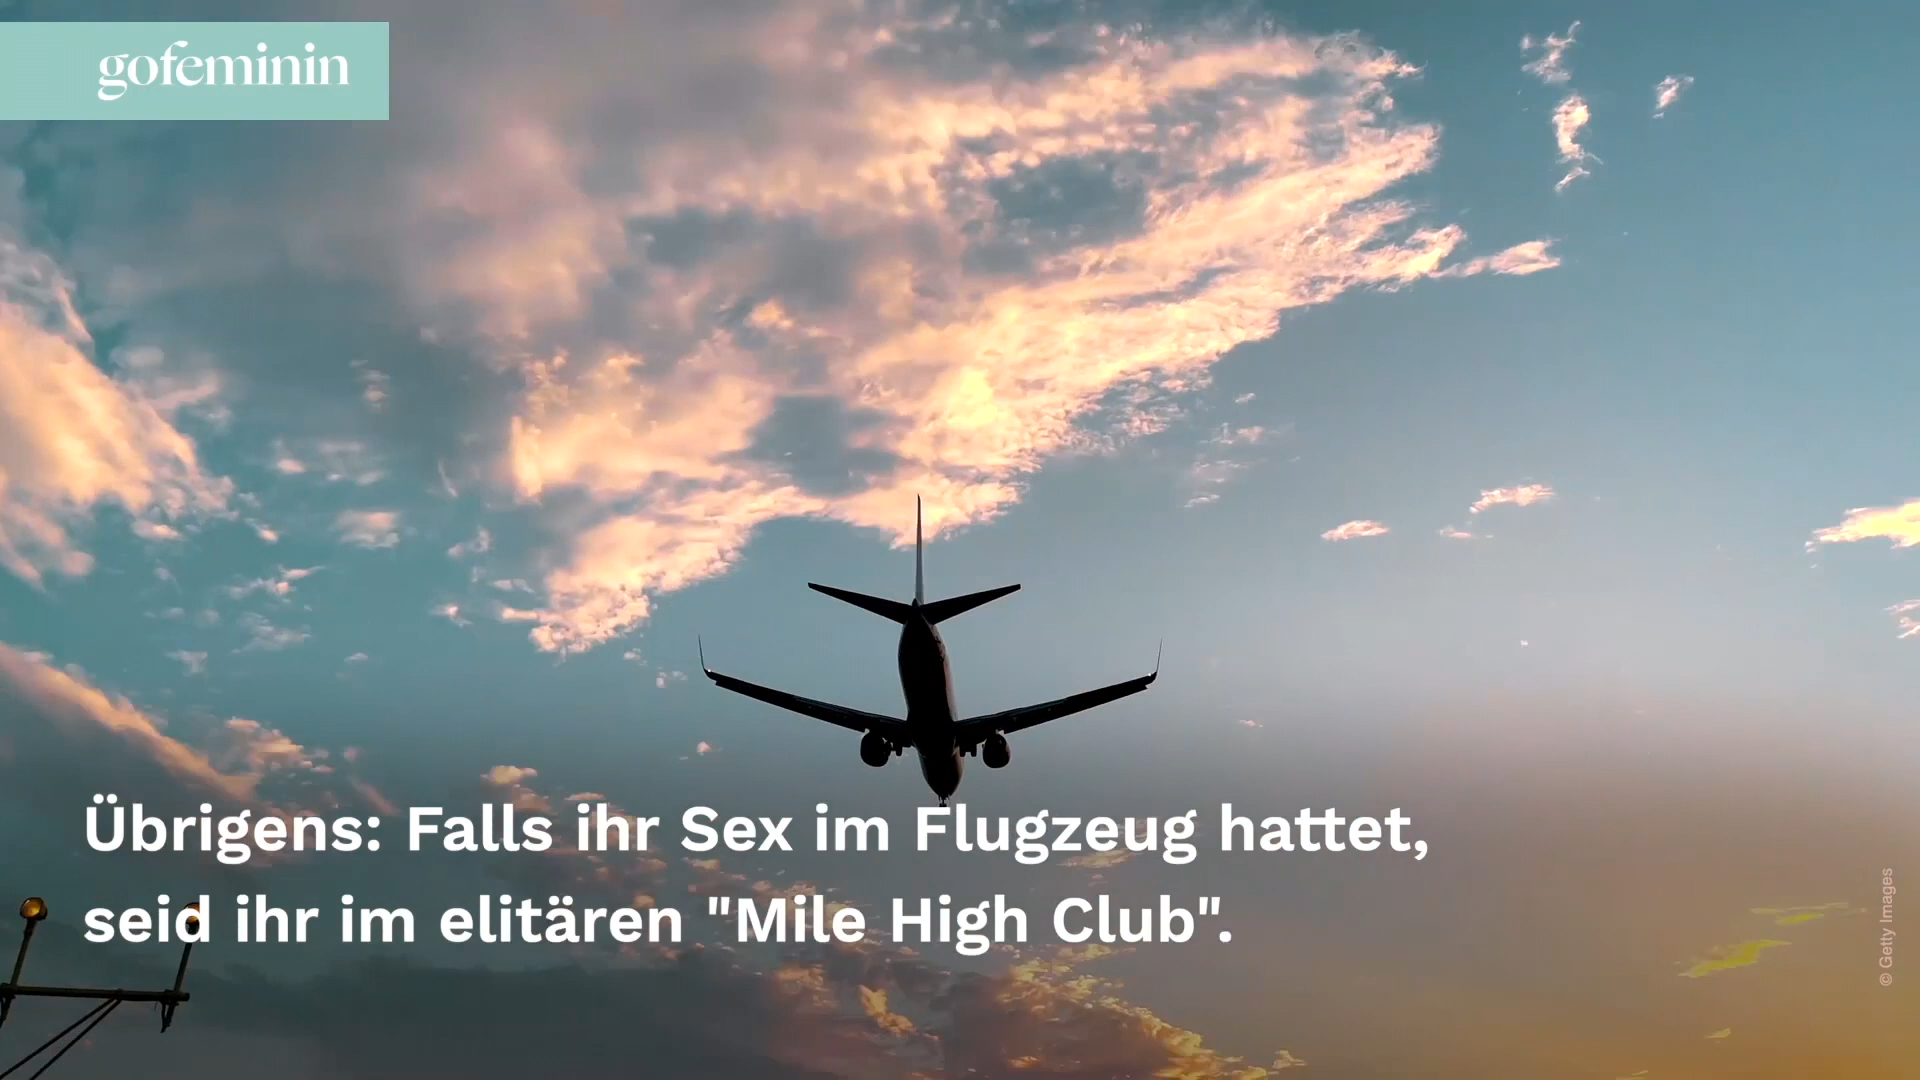 gofeminin
Übrigens: Falls ihr Sex im Flugzeug hattet,
seid ihr im elitären "Mile High Club".
© Getty Images